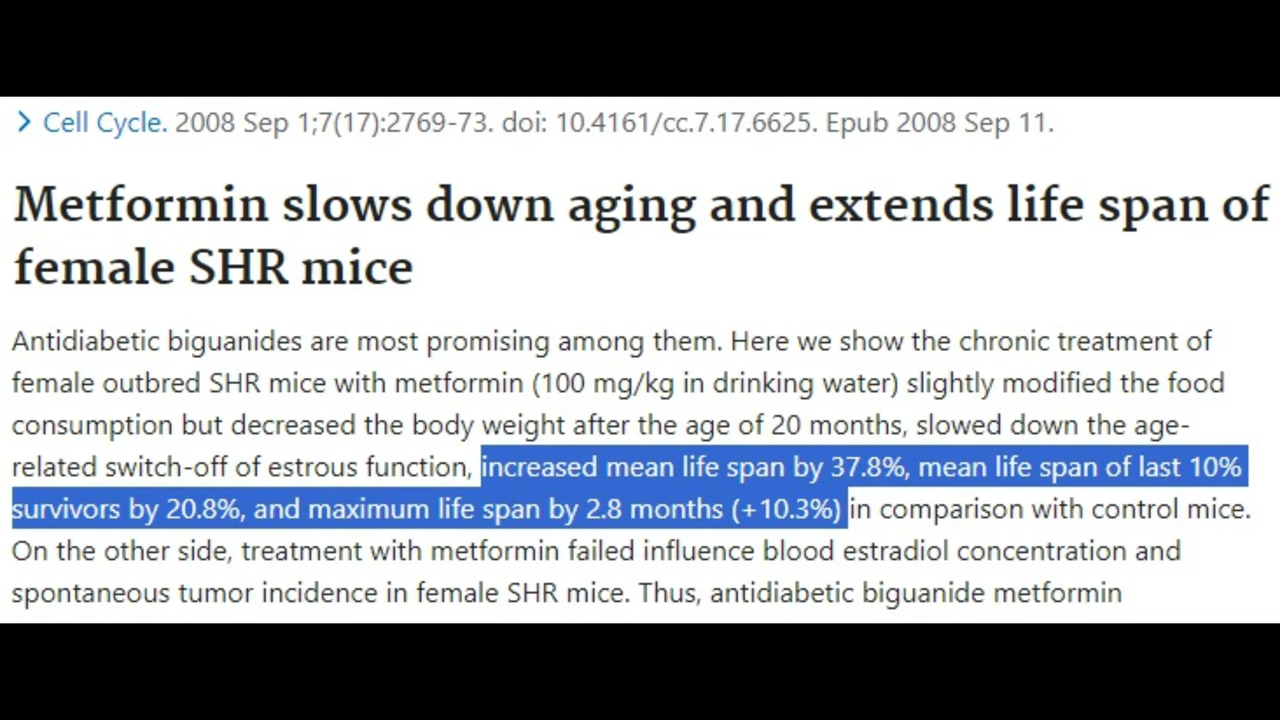 Cell Cycle. 2008 Sep 1;7(17):2769-73. doi: 10.4161/cc.7.17.6625. Epub 2008 Sep 11.
Metformin slows down aging and extends life span of
female SHR mice
Antidiabetic biguanides are most promising among them. Here we show the chronic treatment of
female outbred SHR mice with metformin (100 mg/kg in drinking water) slightly modified the food
consumption but decreased the body weight after the age of 20 months, slowed down the age-
related switch-off of estrous function, increased mean life span by 37.8%, mean life span of last 10%
survivors by 20.8%, and maximum life span by 2.8 months (+10.3%) in comparison with control mice.
On the other side, treatment with metformin failed influence blood estradiol concentration and
spontaneous tumor incidence in female SHR mice. Thus, antidiabetic biguanide metformin